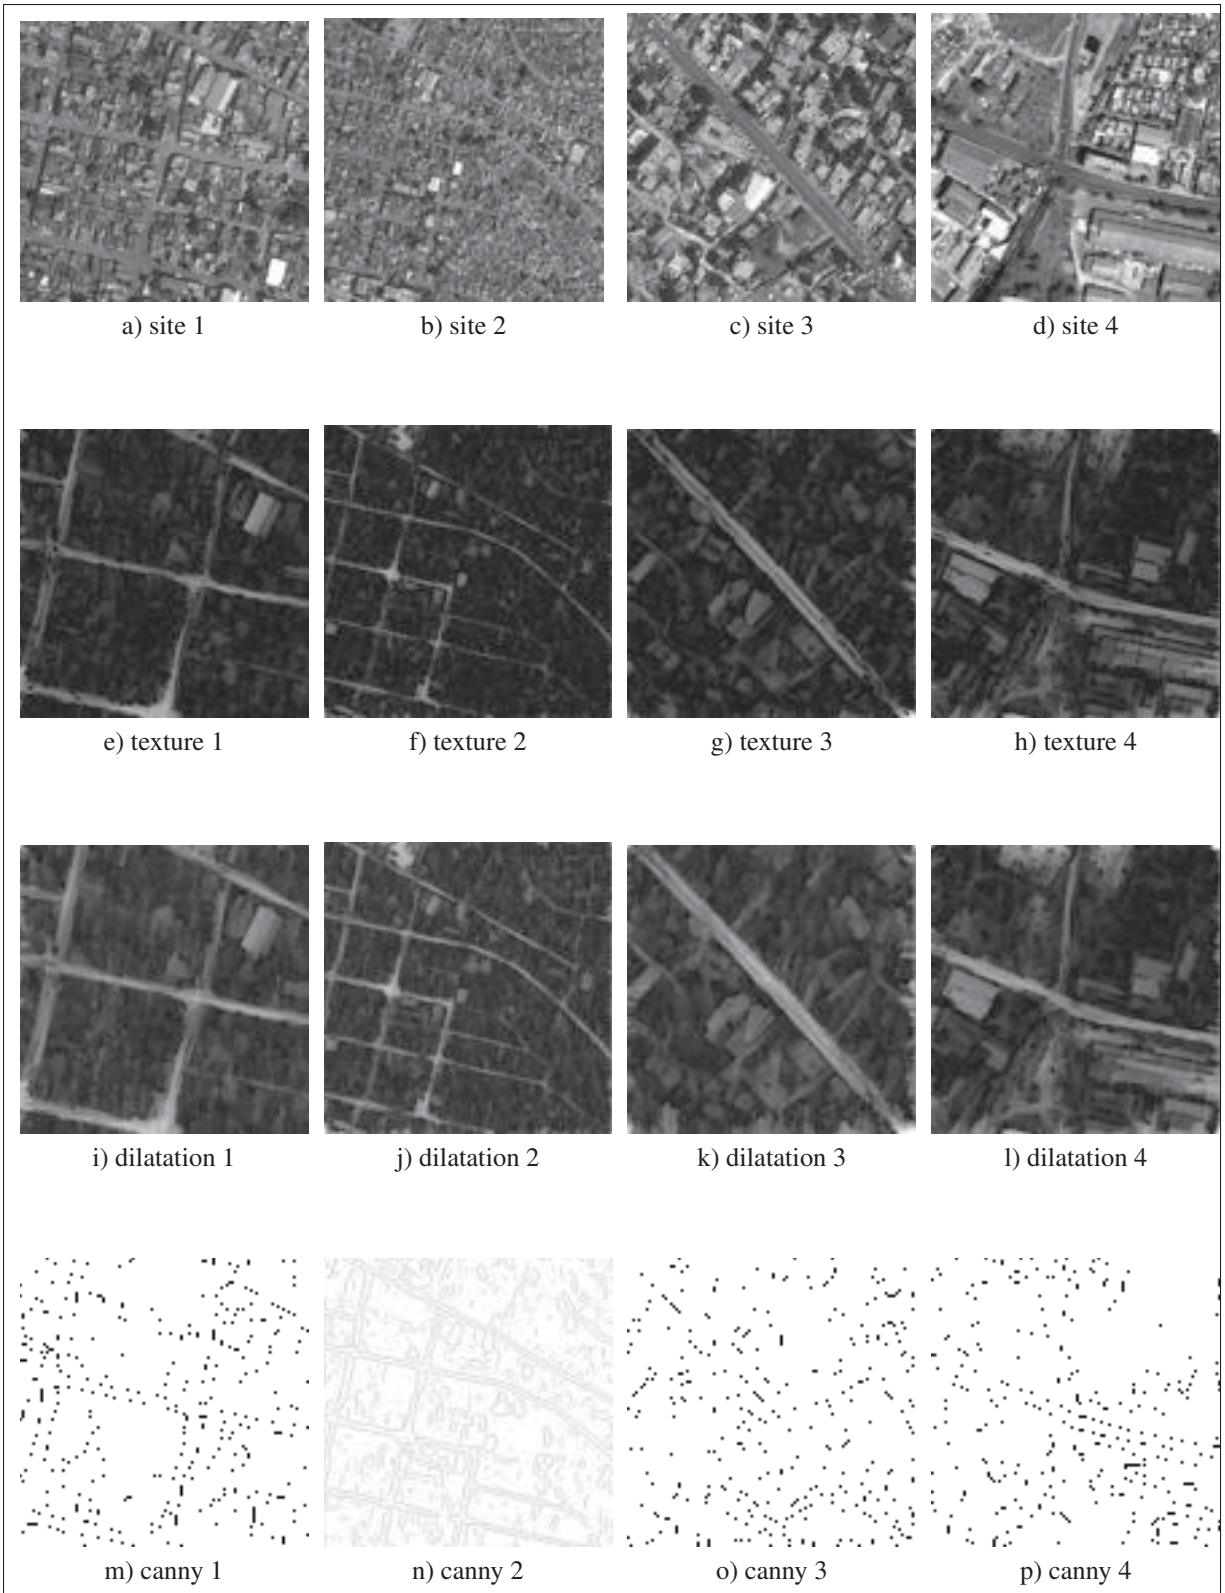 a) site 1 b) site 2 c) site 3 d) site 4
e) texture 1 f) texture 2 g) texture 3 h) texture 4
i) dilatation 1 j) dilatation 2 k) dilatation 3 l) dilatation 4
m) canny 1 n) canny 2 o) canny 3 p) canny 4